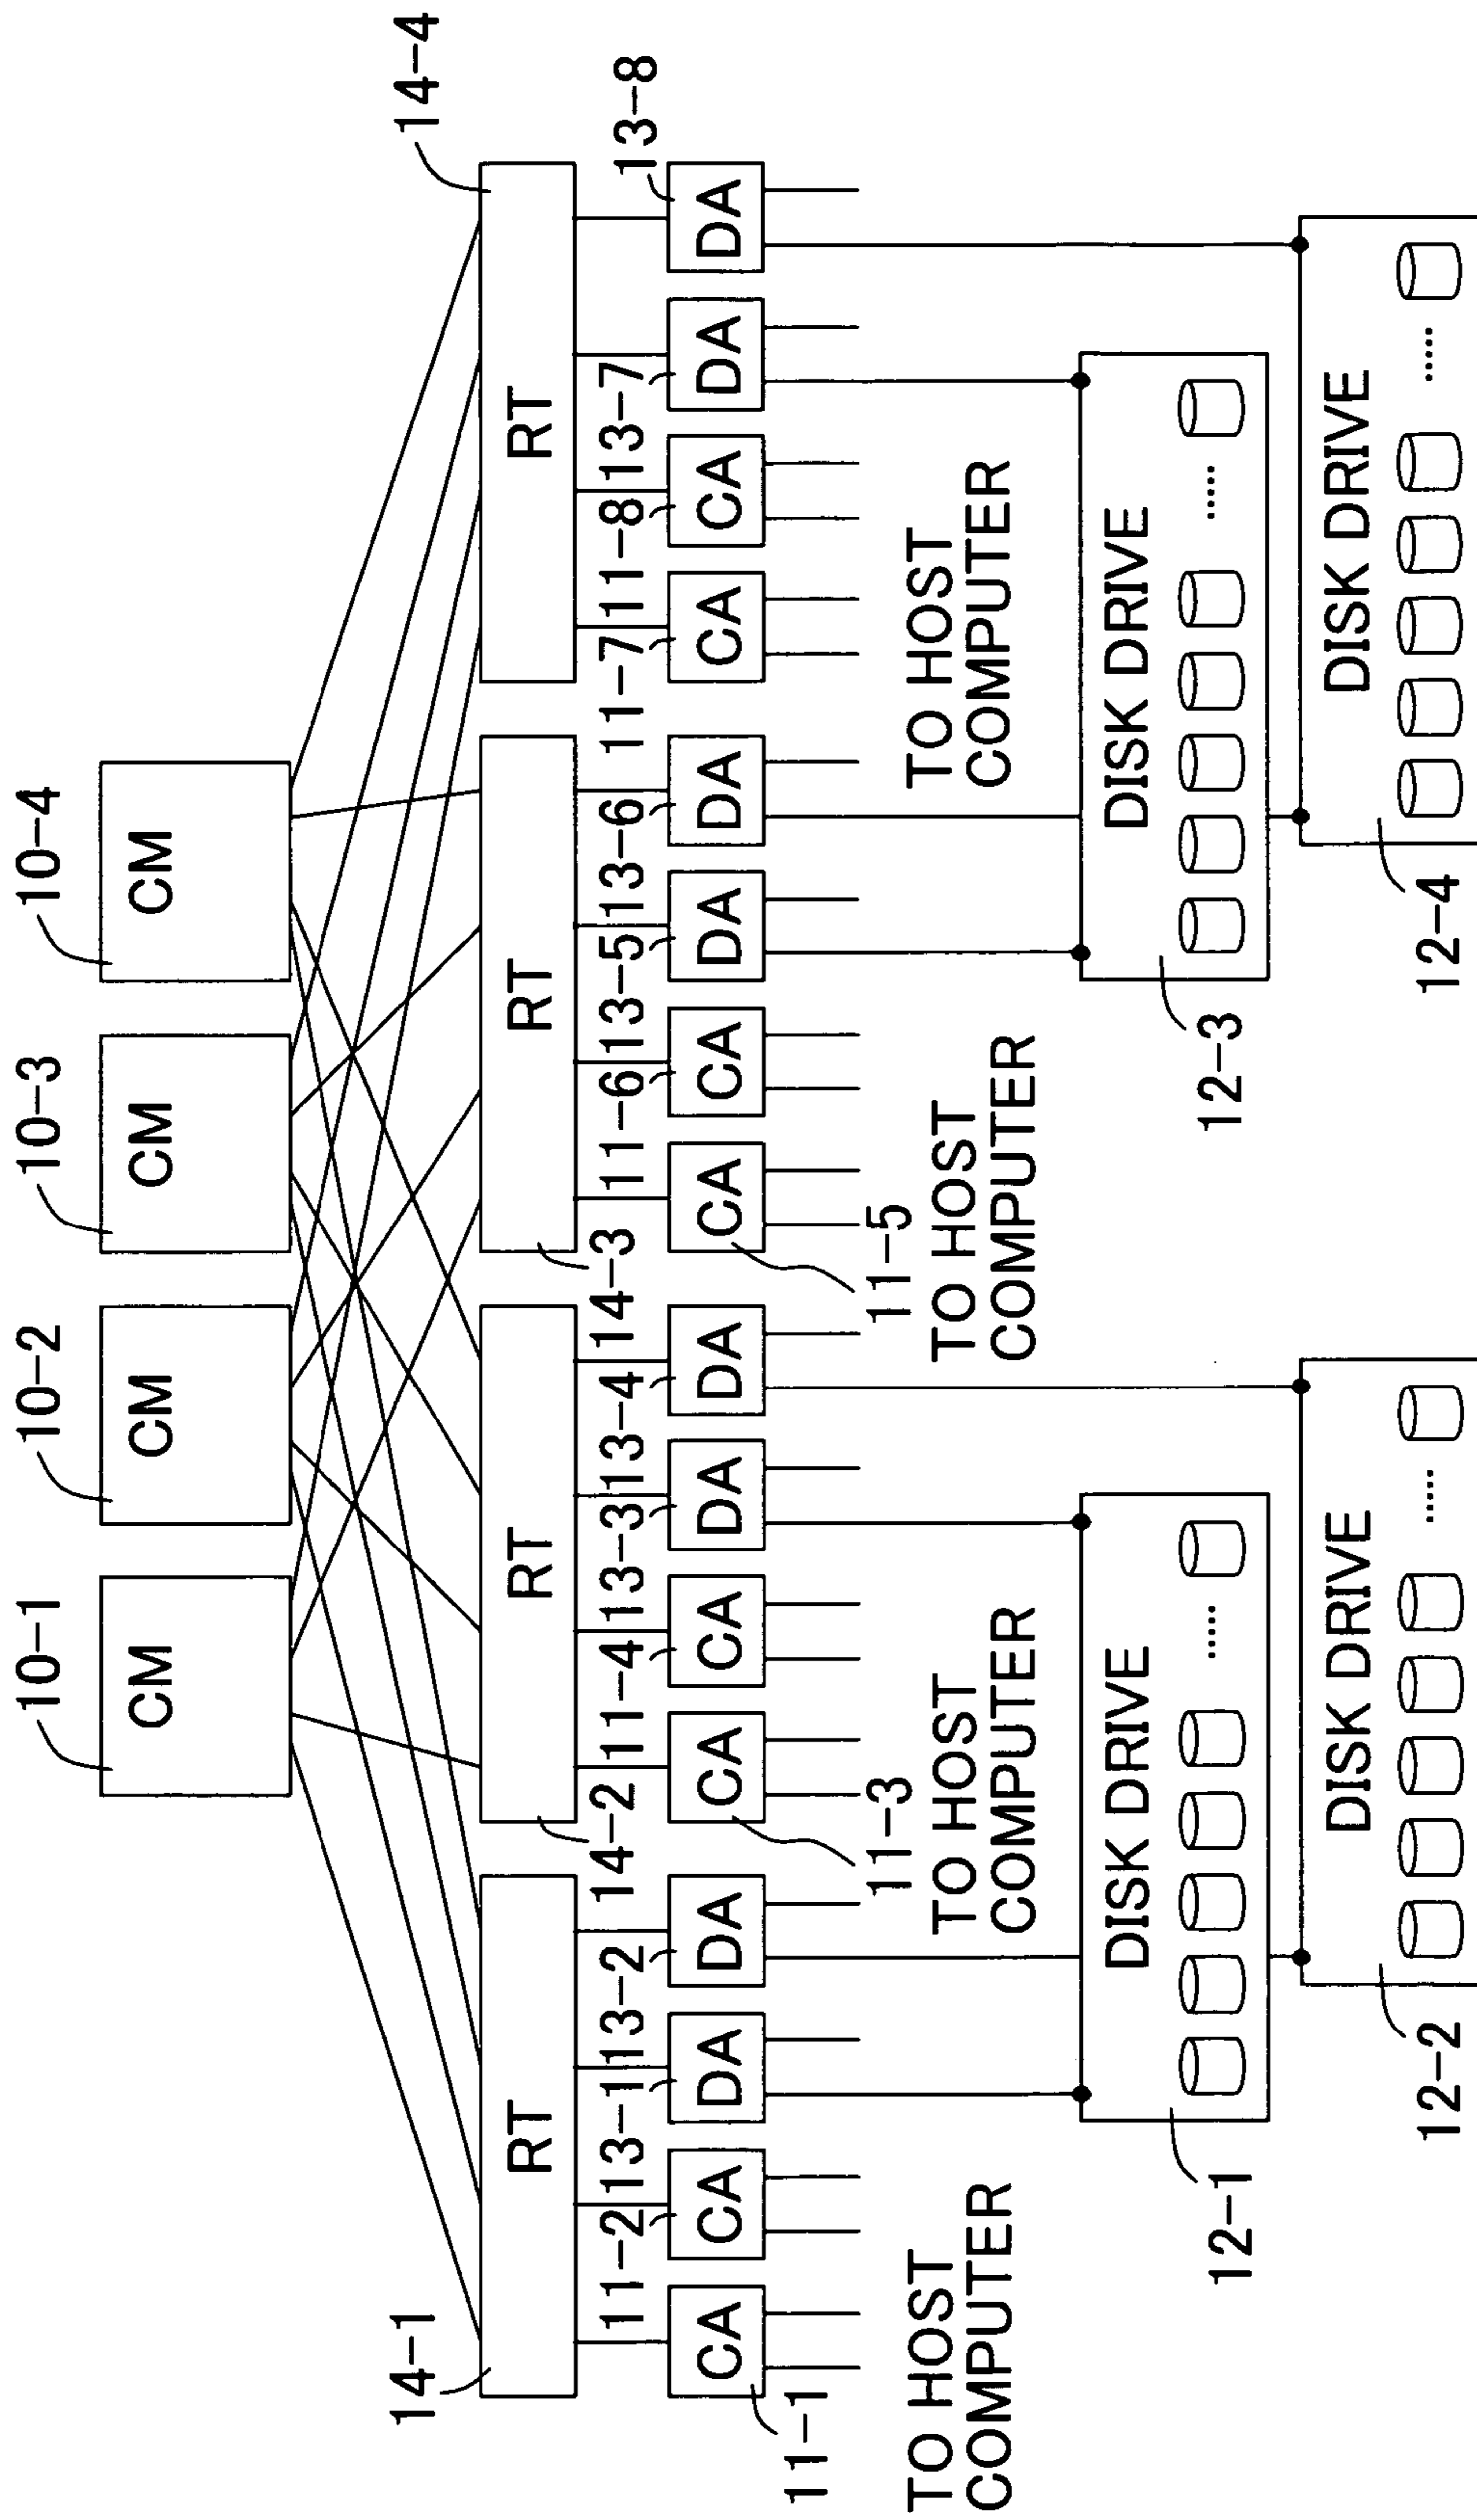 10-1
10-2
10-3
10-4
CM
CM
CM
CM
14-1
14-4
RT
RT
RT
RT
11-2
13-1
13-2
14-2
11-4
13-3
13-4
14-3
11-6
13-5
13-6
11-7
11-8
13-7
13-8
CA
CA
DA
DA
CA
CA
DA
DA
CA
CA
DA
DA
CA
CA
DA
DA
11-1
11-3
11-5
TO HOST
COMPUTER
TO HOST
COMPUTER
TO HOST
COMPUTER
TO HOST
COMPUTER
DISK DRIVE
.....
DISK DRIVE
.....
12-1
12-3
DISK DRIVE
.....
DISK DRIVE
.....
12-2
12-4